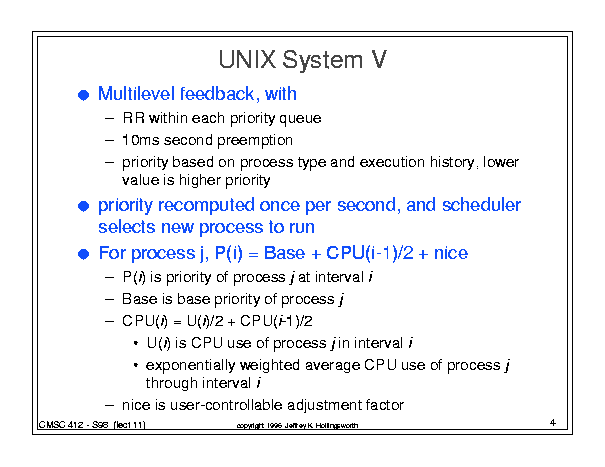 UNIX System V
● Multilevel feedback, with
– RR within each priority queue
– 10ms second preemption
– priority based on process type and execution history, lower
value is higher priority
● priority recomputed once per second, and scheduler
selects new process to run
● For process j, P(i) = Base + CPU(i-1)/2 + nice
– P(i) is priority of process j at interval i
– Base is base priority of process j
– CPU(i) = U(i)/2 + CPU(i-1)/2
• U(i) is CPU use of process j in interval i
• exponentially weighted average CPU use of process j
through interval i
– nice is user-controllable adjustment factor
CMSC 412 - S98 (lect 11)
copyright 1996 Jeffrey K. Hollingsworth
4